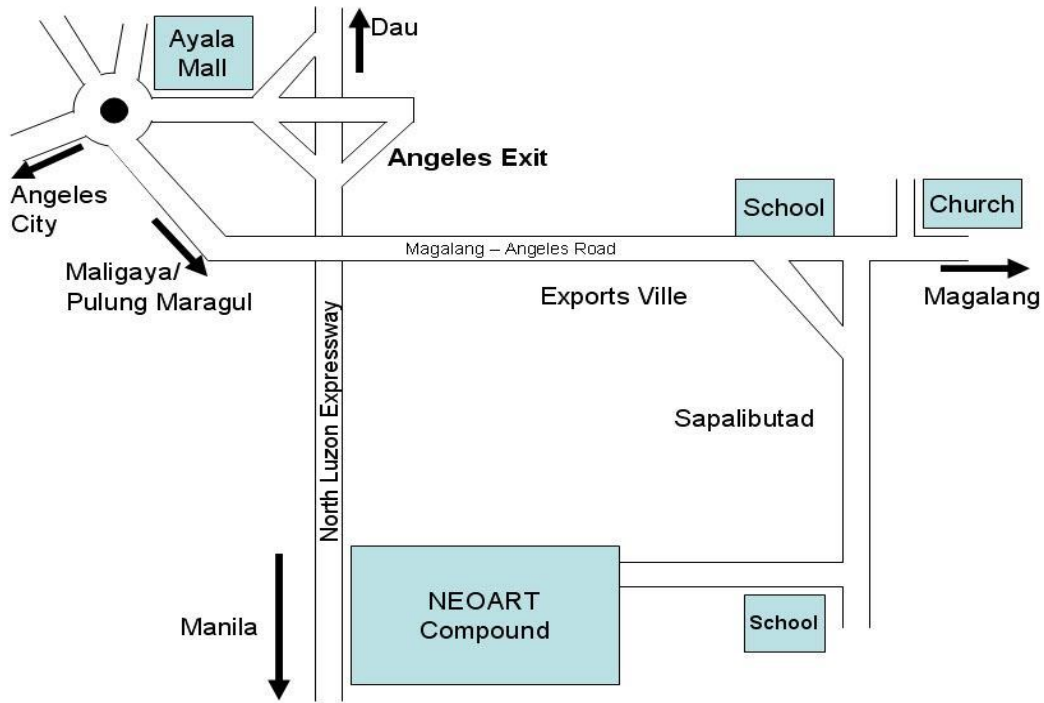 Dau
Ayala
Mall
Angeles Exit
Angeles
City
School
Church
Magalang – Angeles Road
Maligaya/
Pulung Maragul
Exports Ville
Magalang
North Luzon Expressway
Sapalibutad
NEOART
Compound
Manila
School